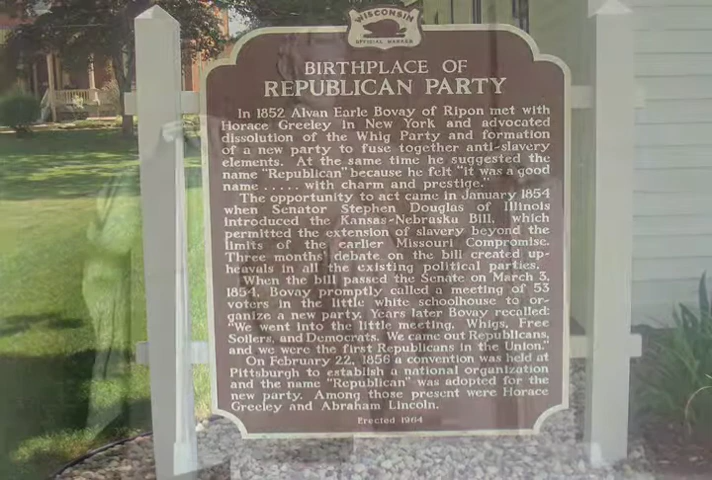 WISCONSIN
OFFICIAL MARKER
BIRTHPLACE OF
REPUBLICAN PARTY
In 1852 Alvan Earle Bovay of Ripon met with
Horace Greeley in New York and advocated
dissolution of the Whig Party and formation
of a new party to fuse together anti-slavery
elements. At the same time he suggested the
name "Republican" because he felt "it was a good
name ..... with charm and prestige."
The opportunity to act came in January 1854
when Senator Stephen Douglas of Illinois
introduced the Kansas-Nebraska Bill, which
permitted the extension of slavery beyond the
limits of the earlier Missouri Compromise.
Three months' debate on the bill created up-
heavals in all the existing political parties.
When the bill passed the Senate on March 3,
1854, Bovay promptly called a meeting of 53
voters in the little white schoolhouse to or-
ganize a new party. Years later Bovay recalled:
"We went into the little meeting, Whigs, Free
Soilers, and Democrats. We came out Republicans,
and we were the first Republicans in the Union."
On February 22, 1856 a convention was held at
Pittsburgh to establish a national organization
and the name "Republican" was adopted for the
new party. Among those present were Horace
Greeley and Abraham Lincoln.
Erected 1964